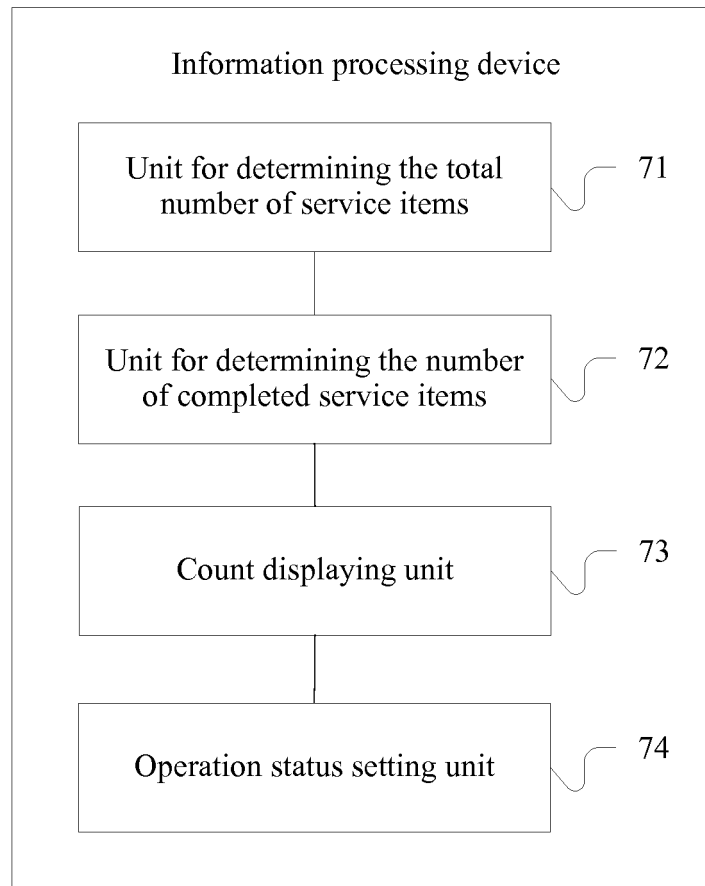 Information processing device
Unit for determining the total
number of service items
71
Unit for determining the number
of completed service items
72
Count displaying unit
73
Operation status setting unit
74